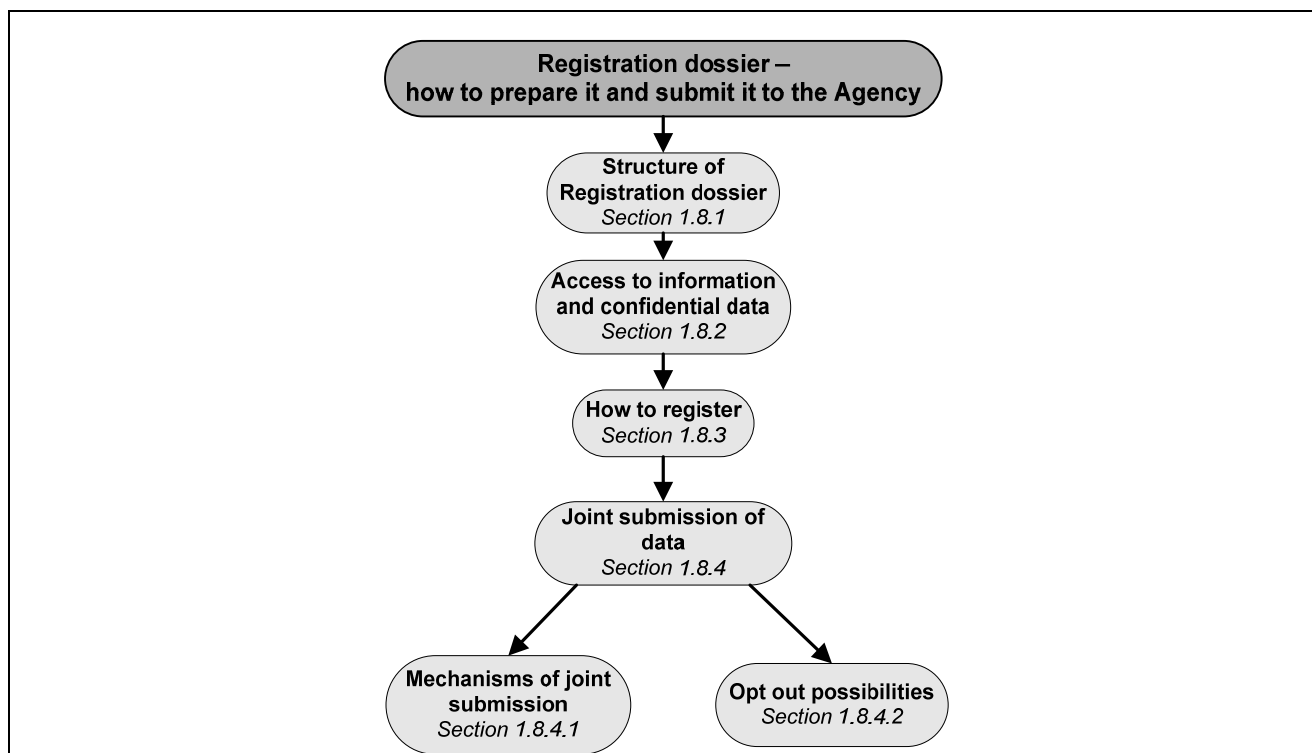 Registration dossier –
how to prepare it and submit it to the Agency
Structure of
Registration dossier
Section 1.8.1
Access to information
and confidential data
Section 1.8.2
How to register
Section 1.8.3
Joint submission of
data
Section 1.8.4
Mechanisms of joint
submission
Section 1.8.4.1
Opt out possibilities
Section 1.8.4.2